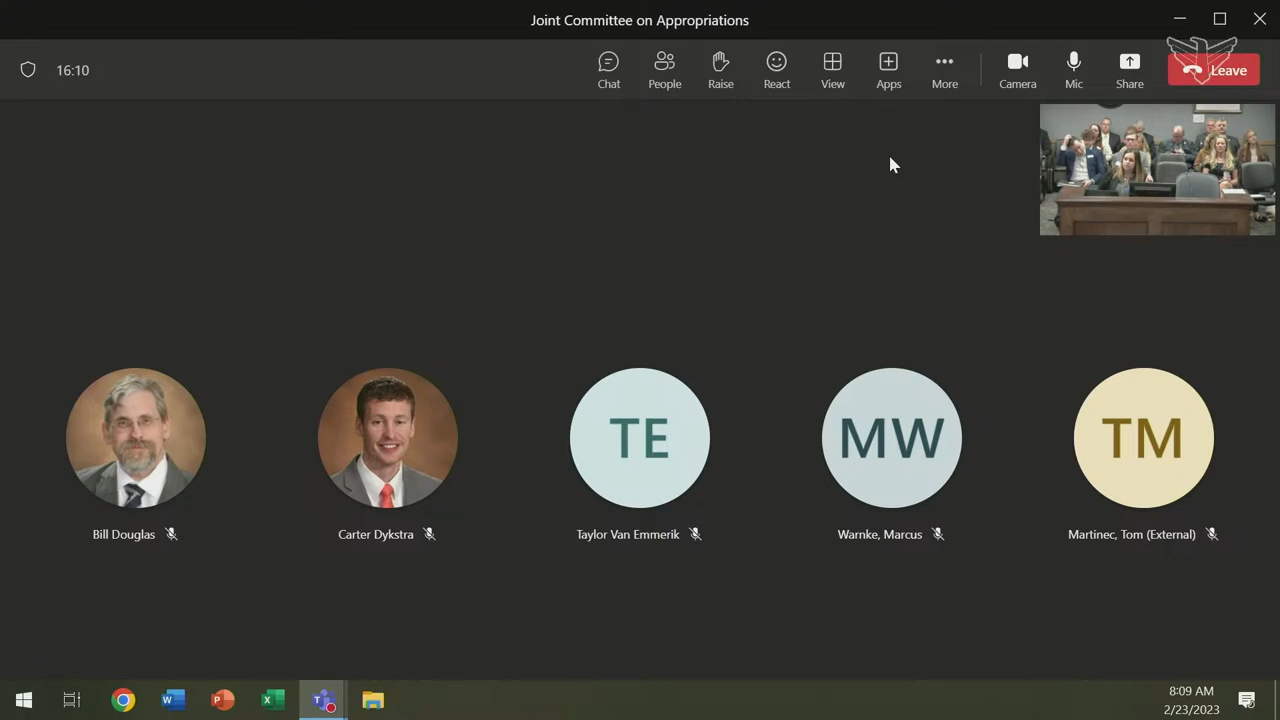 Joint Committee on Appropriations
16:10
Chat People Raise React View Apps More Camera Mic Share Leave
TE MW TM
Bill Douglas Carter Dykstra Taylor Van Emmerik Warnke, Marcus Martinec, Tom (External)
W P X T
8:09 AM
2/23/2023